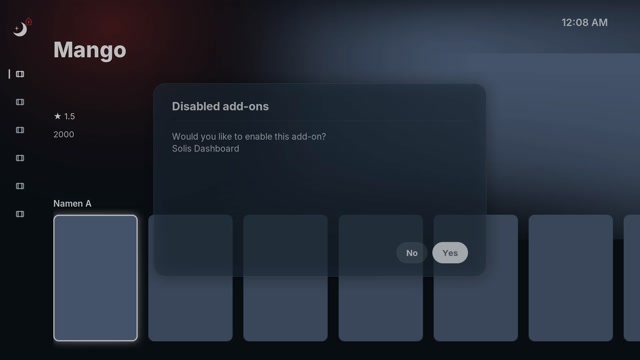 12:08 AM
Mango
★ 1.5
2000
Disabled add-ons
Would you like to enable this add-on?
Solis Dashboard
No
Yes
Namen A